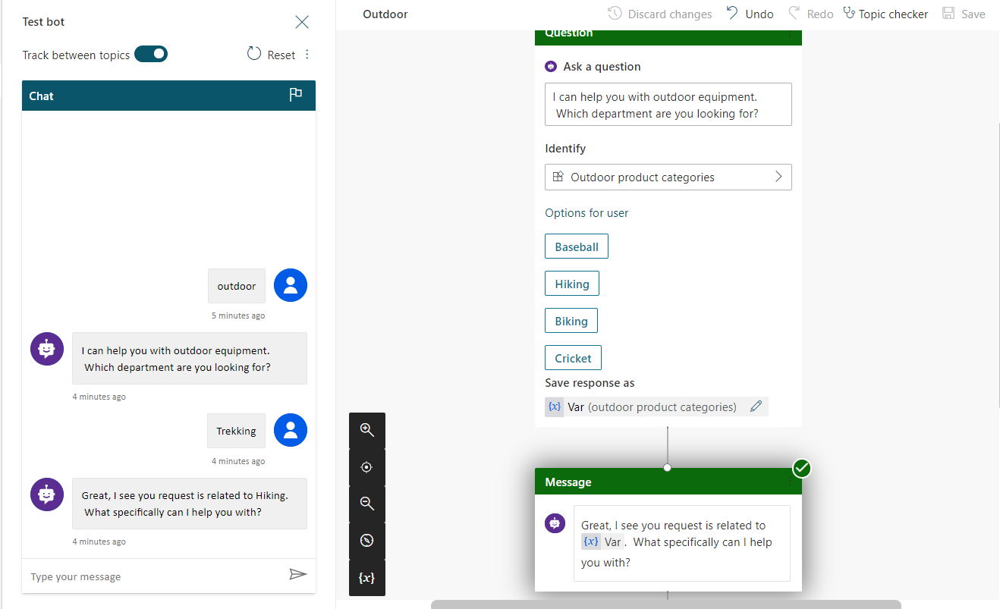 Test bot
Track between topics
Reset
Chat
outdoor
5 minutes ago
I can help you with outdoor equipment.
Which department are you looking for?
4 minutes ago
Trekking
4 minutes ago
Great, I see you request is related to Hiking.
What specifically can I help you with?
4 minutes ago
Type your message
Outdoor
Discard changes
Undo
Redo
Topic checker
Save
Question
Ask a question
I can help you with outdoor equipment.
Which department are you looking for?
Identify
Outdoor product categories
Options for user
Baseball
Hiking
Biking
Cricket
Save response as
{x} Var (outdoor product categories)
Message
Great, I see you request is related to
{x} Var . What specifically can I help
you with?
{x}